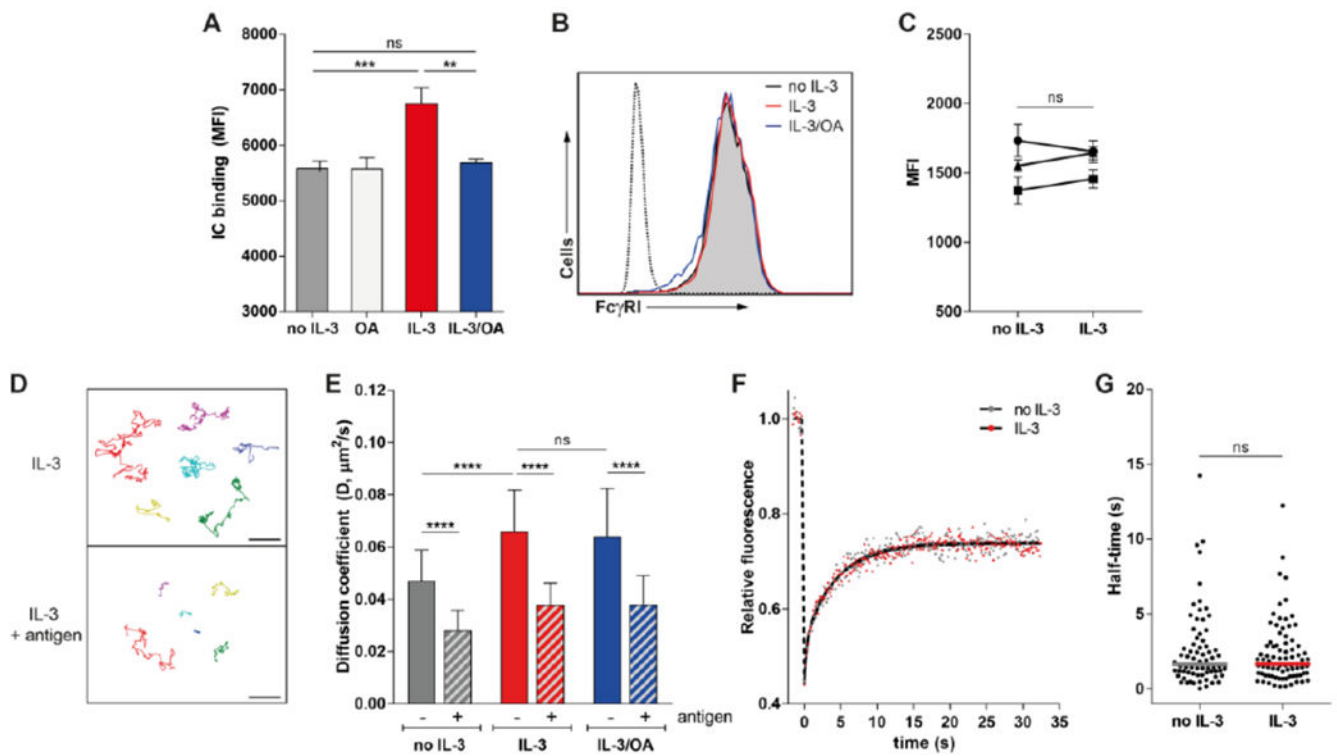 A
IC binding (MFI)
8000
7000
6000
5000
4000
3000
ns
***
**
no IL-3
OA
IL-3
IL-3/OA
B
no IL-3
IL-3
IL-3/OA
Cells
FcγRI
C
MFI
2500
2000
1500
1000
500
ns
no IL-3
IL-3
D
IL-3
IL-3
+ antigen
E
Diffusion coefficient (D, μm²/s)
0.12
0.10
0.08
0.06
0.04
0.02
0.00
ns
****
****
****
****
- + - + - + antigen
no IL-3
IL-3
IL-3/OA
F
Relative fluorescence
1.0
0.8
0.6
0.4
no IL-3
IL-3
0 5 10 15 20 25 30 35
time (s)
G
Half-time (s)
20
15
10
5
0
ns
no IL-3
IL-3